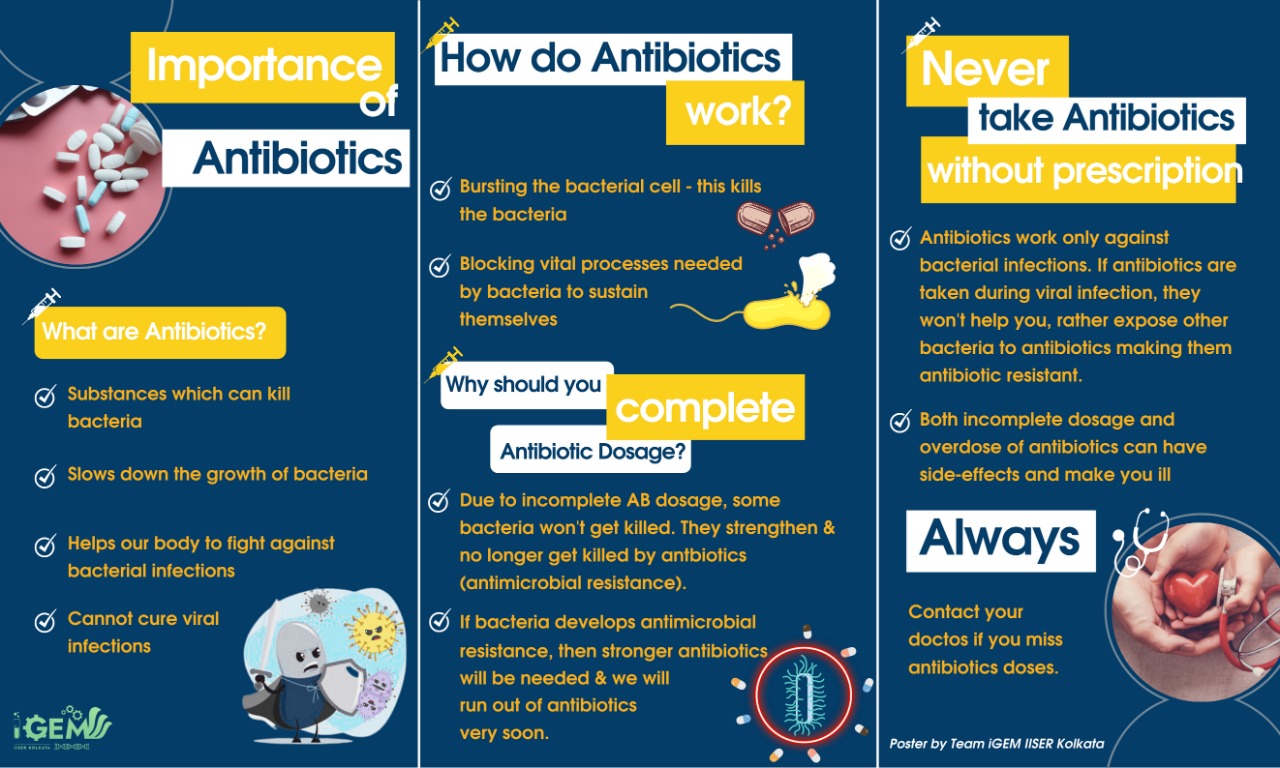 Importance
of
Antibiotics
What are Antibiotics?
Substances which can kill
bacteria
Slows down the growth of bacteria
Helps our body to fight against
bacterial infections
Cannot cure viral
infections
iGEM
IISER KOLKATA
How do Antibiotics
work?
Bursting the bacterial cell - this kills
the bacteria
Blocking vital processes needed
by bacteria to sustain
themselves
Why should you
complete
Antibiotic Dosage?
Due to incomplete AB dosage, some
bacteria won't get killed. They strengthen &
no longer get killed by antbiotics
(antimicrobial resistance).
If bacteria develops antimicrobial
resistance, then stronger antibiotics
will be needed & we will
run out of antibiotics
very soon.
Never
take Antibiotics
without prescription
Antibiotics work only against
bacterial infections. If antibiotics are
taken during viral infection, they
won't help you, rather expose other
bacteria to antibiotics making them
antibiotic resistant.
Both incomplete dosage and
overdose of antibiotics can have
side-effects and make you ill
Always
Contact your
doctos if you miss
antibiotics doses.
Poster by Team iGEM IISER Kolkata